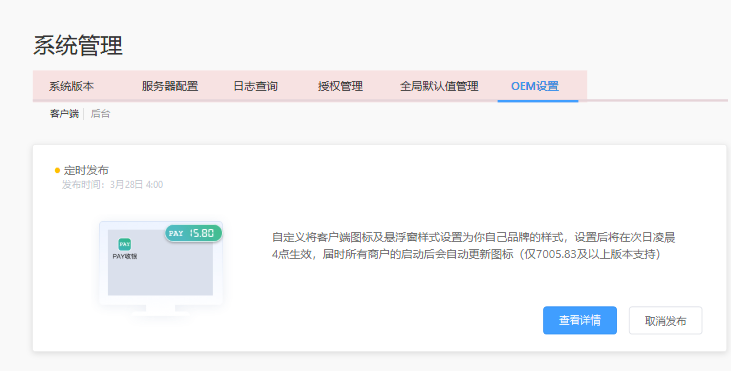 系统管理
系统版本 服务器配置 日志查询 授权管理 全局默认值管理 OEM设置
客户端 后台
定时发布
发布时间：3月28日 4:00
PAY 15.80
PAY
PAY收银
自定义将客户端图标及悬浮窗样式设置为你自己品牌的样式，设置后将在次日凌晨
4点生效，届时所有商户的启动后会自动更新图标（仅7005.83及以上版本支持）
查看详情 取消发布